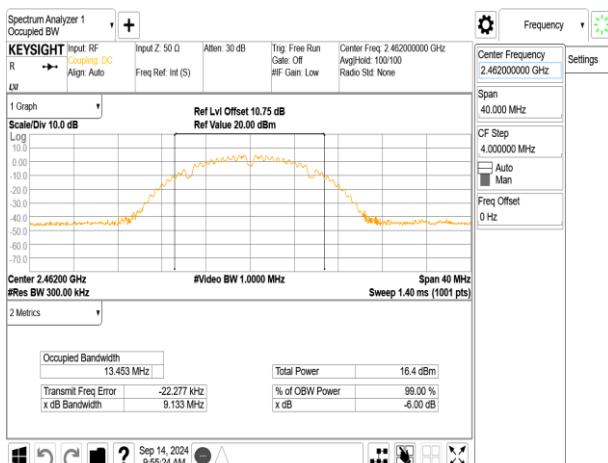 Spectrum Analyzer 1
Occupied BW
Frequency
KEYSIGHT
Input: RF
Coupling: DC
Align: Auto
Input Z: 50 Ω
Freq Ref: Int (S)
Atten: 30 dB
Trig: Free Run
Gate: Off
#IF Gain: Low
Center Freq: 2.462000000 GHz
Avg|Hold: 100/100
Radio Std: None
R
LXI
Center Frequency
2.462000000 GHz
Settings
Span
40.000 MHz
CF Step
4.000000 MHz
Auto
Man
Freq Offset
0 Hz
1 Graph
Scale/Div 10.0 dB
Ref Lvl Offset 10.75 dB
Ref Value 20.00 dBm
Log
10.0
0.00
-10.0
-20.0
-30.0
-40.0
-50.0
-60.0
-70.0
Center 2.46200 GHz
#Video BW 1.0000 MHz
Span 40 MHz
#Res BW 300.00 kHz
Sweep 1.40 ms (1001 pts)
2 Metrics
Occupied Bandwidth
13.453 MHz
Total Power 16.4 dBm
Transmit Freq Error -22.277 kHz
% of OBW Power 99.00 %
x dB Bandwidth 9.133 MHz
x dB -6.00 dB
?
Sep 14, 2024
9:55:24 AM